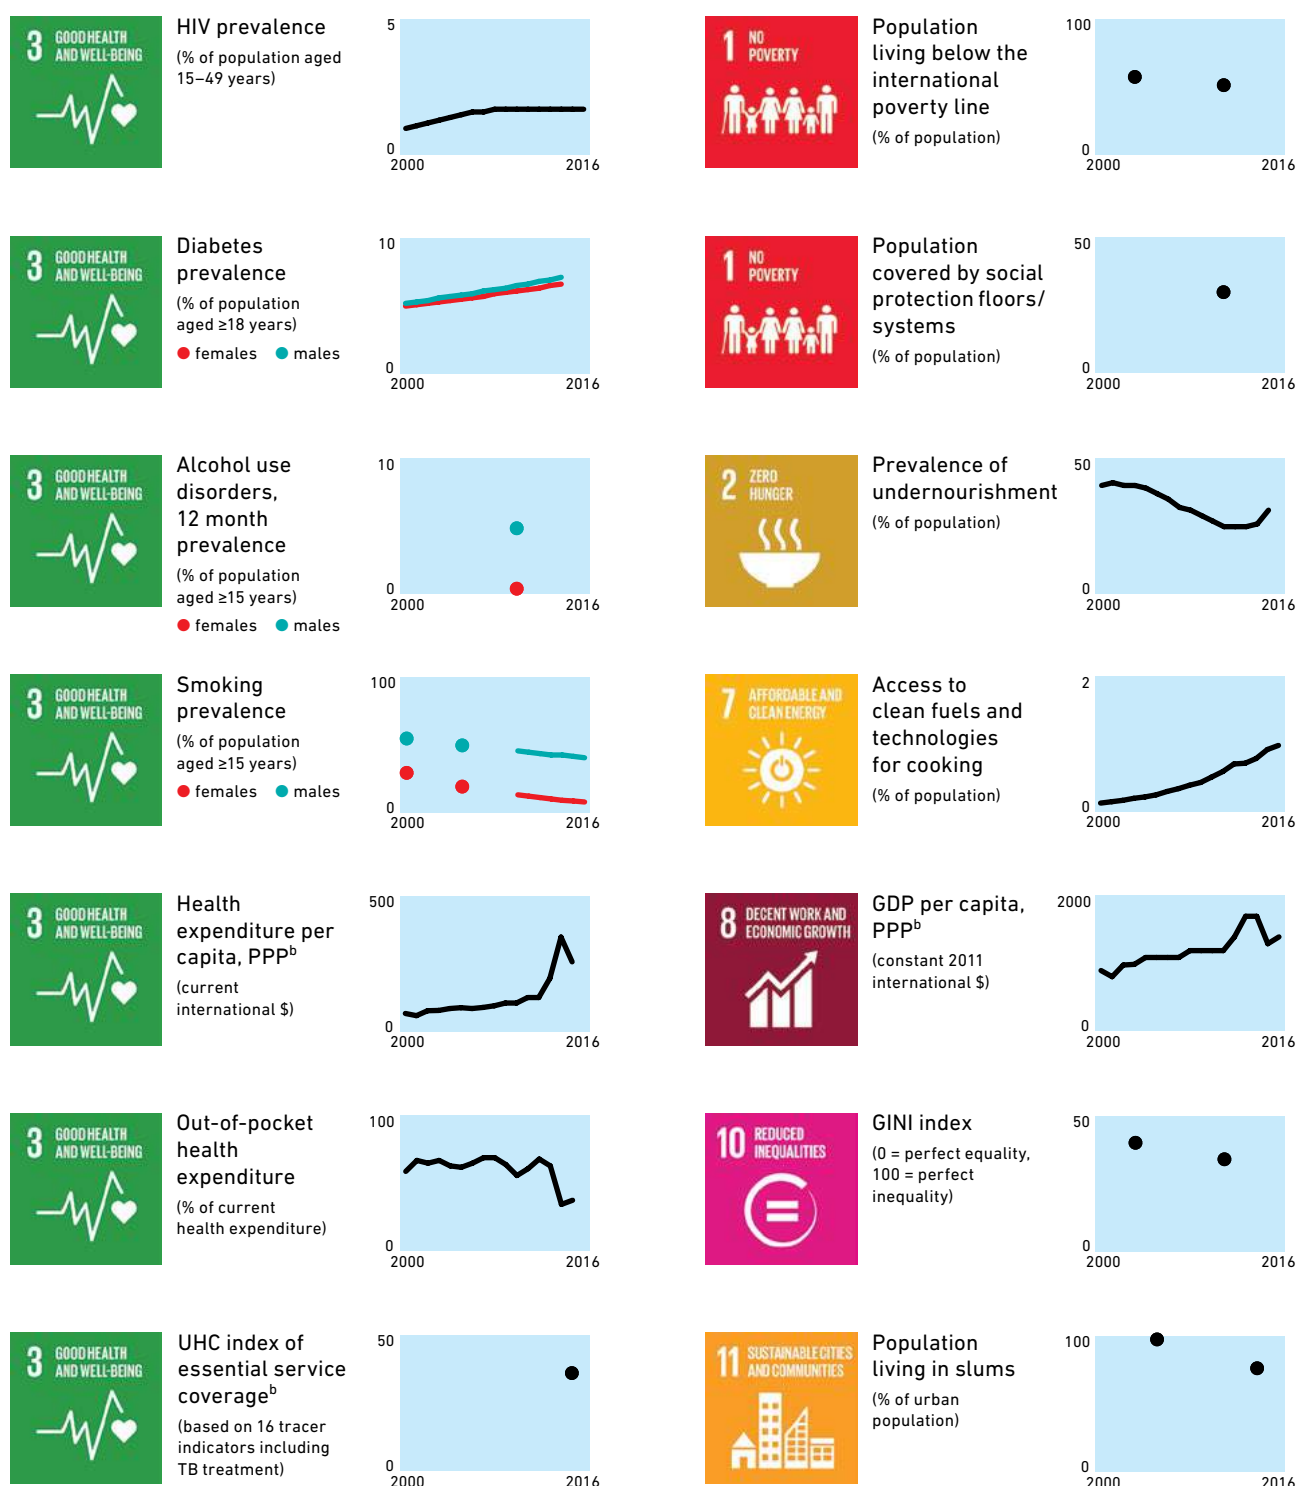 3 GOOD HEALTH
AND WELL-BEING
HIV prevalence
(% of population aged
15–49 years)
5
0
2000 2016
1 NO
POVERTY
Population
living below the
international
poverty line
(% of population)
100
0
2000 2016
3 GOOD HEALTH
AND WELL-BEING
Diabetes
prevalence
(% of population
aged ≥18 years)
females males
10
0
2000 2016
1 NO
POVERTY
Population
covered by social
protection floors/
systems
(% of population)
50
0
2000 2016
3 GOOD HEALTH
AND WELL-BEING
Alcohol use
disorders,
12 month
prevalence
(% of population
aged ≥15 years)
females males
10
0
2000 2016
2 ZERO
HUNGER
Prevalence of
undernourishment
(% of population)
50
0
2000 2016
3 GOOD HEALTH
AND WELL-BEING
Smoking
prevalence
(% of population
aged ≥15 years)
females males
100
0
2000 2016
7 AFFORDABLE AND
CLEAN ENERGY
Access to
clean fuels and
technologies
for cooking
(% of population)
2
0
2000 2016
3 GOOD HEALTH
AND WELL-BEING
Health
expenditure per
capita, PPPb
(current
international $)
500
0
2000 2016
8 DECENT WORK AND
ECONOMIC GROWTH
GDP per capita,
PPPb
(constant 2011
international $)
2000
0
2000 2016
3 GOOD HEALTH
AND WELL-BEING
Out-of-pocket
health
expenditure
(% of current
health expenditure)
100
0
2000 2016
10 REDUCED
INEQUALITIES
GINI index
(0 = perfect equality,
100 = perfect
inequality)
50
0
2000 2016
3 GOOD HEALTH
AND WELL-BEING
UHC index of
essential service
coverageb
(based on 16 tracer
indicators including
TB treatment)
50
0
2000 2016
11 SUSTAINABLE CITIES
AND COMMUNITIES
Population
living in slums
(% of urban
population)
100
0
2000 2016